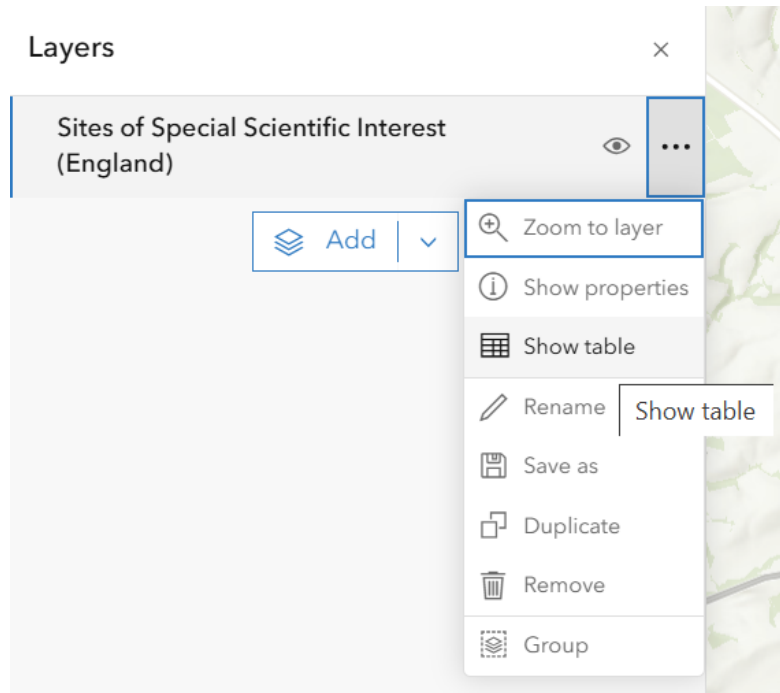 Layers
Sites of Special Scientific Interest
(England)
Add
Zoom to layer
Show properties
Show table
Rename
Show table
Save as
Duplicate
Remove
Group